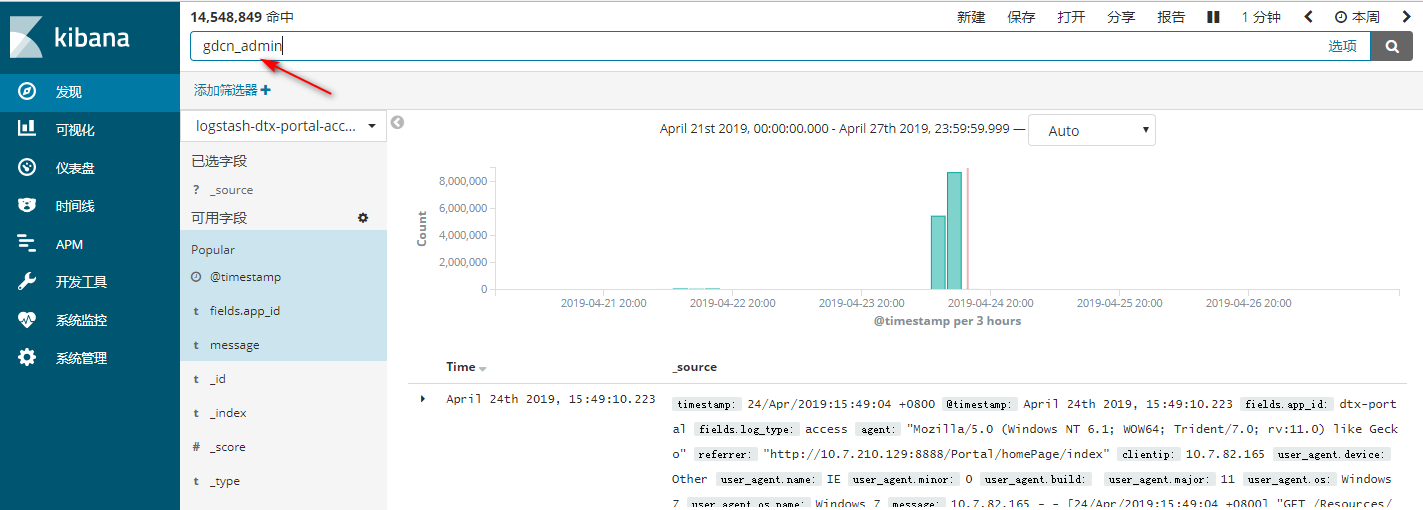 kibana
发现
可视化
仪表盘
时间线
APM
开发工具
系统监控
系统管理
14,548,849 命中
新建 保存 打开 分享 报告 1 分钟 本周
gdcn_admin 选项
添加筛选器
logstash-dtx-portal-acc...
已选字段
? _source
可用字段
Popular
@timestamp
t fields.app_id
t message
t _id
t _index
# _score
t _type
April 21st 2019, 00:00:00.000 - April 27th 2019, 23:59:59.999 — Auto
Count
8,000,000
6,000,000
4,000,000
2,000,000
0
2019-04-21 20:00 2019-04-22 20:00 2019-04-23 20:00 2019-04-24 20:00 2019-04-25 20:00 2019-04-26 20:00
@timestamp per 3 hours
Time _source
April 24th 2019, 15:49:10.223
timestamp: 24/Apr/2019:15:49:04 +0800 @timestamp: April 24th 2019, 15:49:10.223 fields.app_id: dtx-port
al fields.log_type: access agent: "Mozilla/5.0 (Windows NT 6.1; WOW64; Trident/7.0; rv:11.0) like Geck
o" referrer: "http://10.7.210.129:8888/Portal/homePage/index" clientip: 10.7.82.165 user_agent.device:
Other user_agent.name: IE user_agent.minor: 0 user_agent.build: user_agent.major: 11 user_agent.os: Windows
7 user_agent.os_name: Windows 7 message: 10.7.82.165 - - [24/Apr/2019:15:49:04 +0800] "GET /Resources/